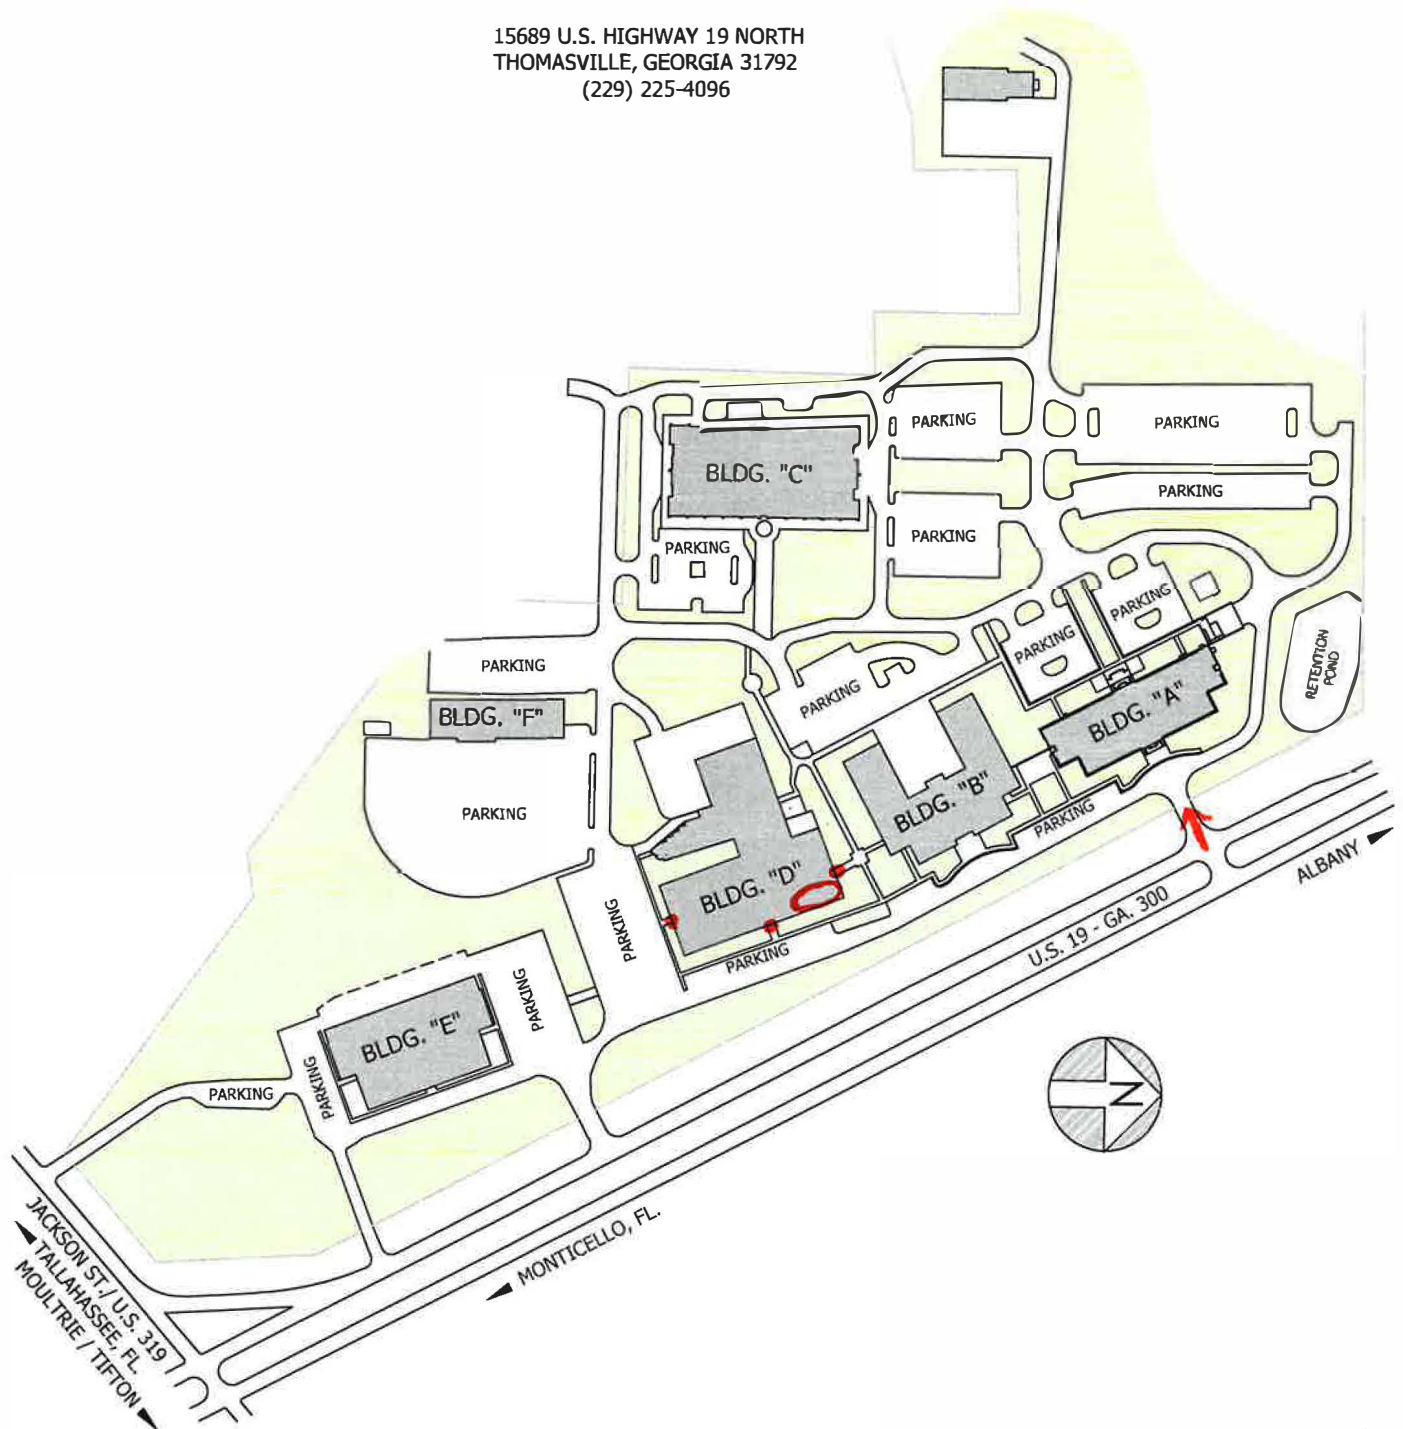 15689 U.S. HIGHWAY 19 NORTH
THOMASVILLE, GEORGIA 31792
(229) 225-4096
PARKING
PARKING
BLDG. "C"
PARKING
PARKING
PARKING
PARKING
PARKING
PARKING
RETENTION
POND
PARKING
PARKING
BLDG. "F"
BLDG. "A"
PARKING
BLDG. "B"
PARKING
BLDG. "D"
ALBANY
PARKING
U.S. 19 - GA. 300
PARKING
PARKING
BLDG. "E"
PARKING
PARKING
N
MONTICELLO, FL.
JACKSON ST./ U.S. 319
TALLAHASSEE, FL.
MOULTRIE / TIFTON